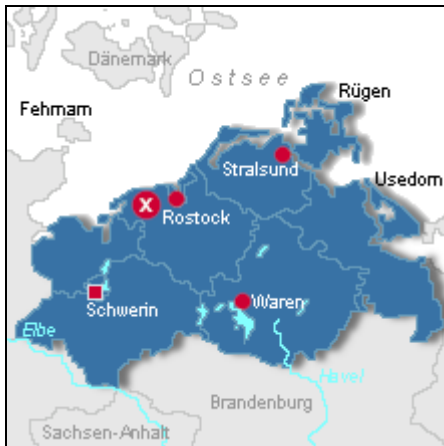 Dänemark
Ostsee
Rügen
Fehmarn
Stralsund
Usedom
X
Rostock
Schwerin
Waren
Elbe
Havel
Brandenburg
Sachsen-Anhalt